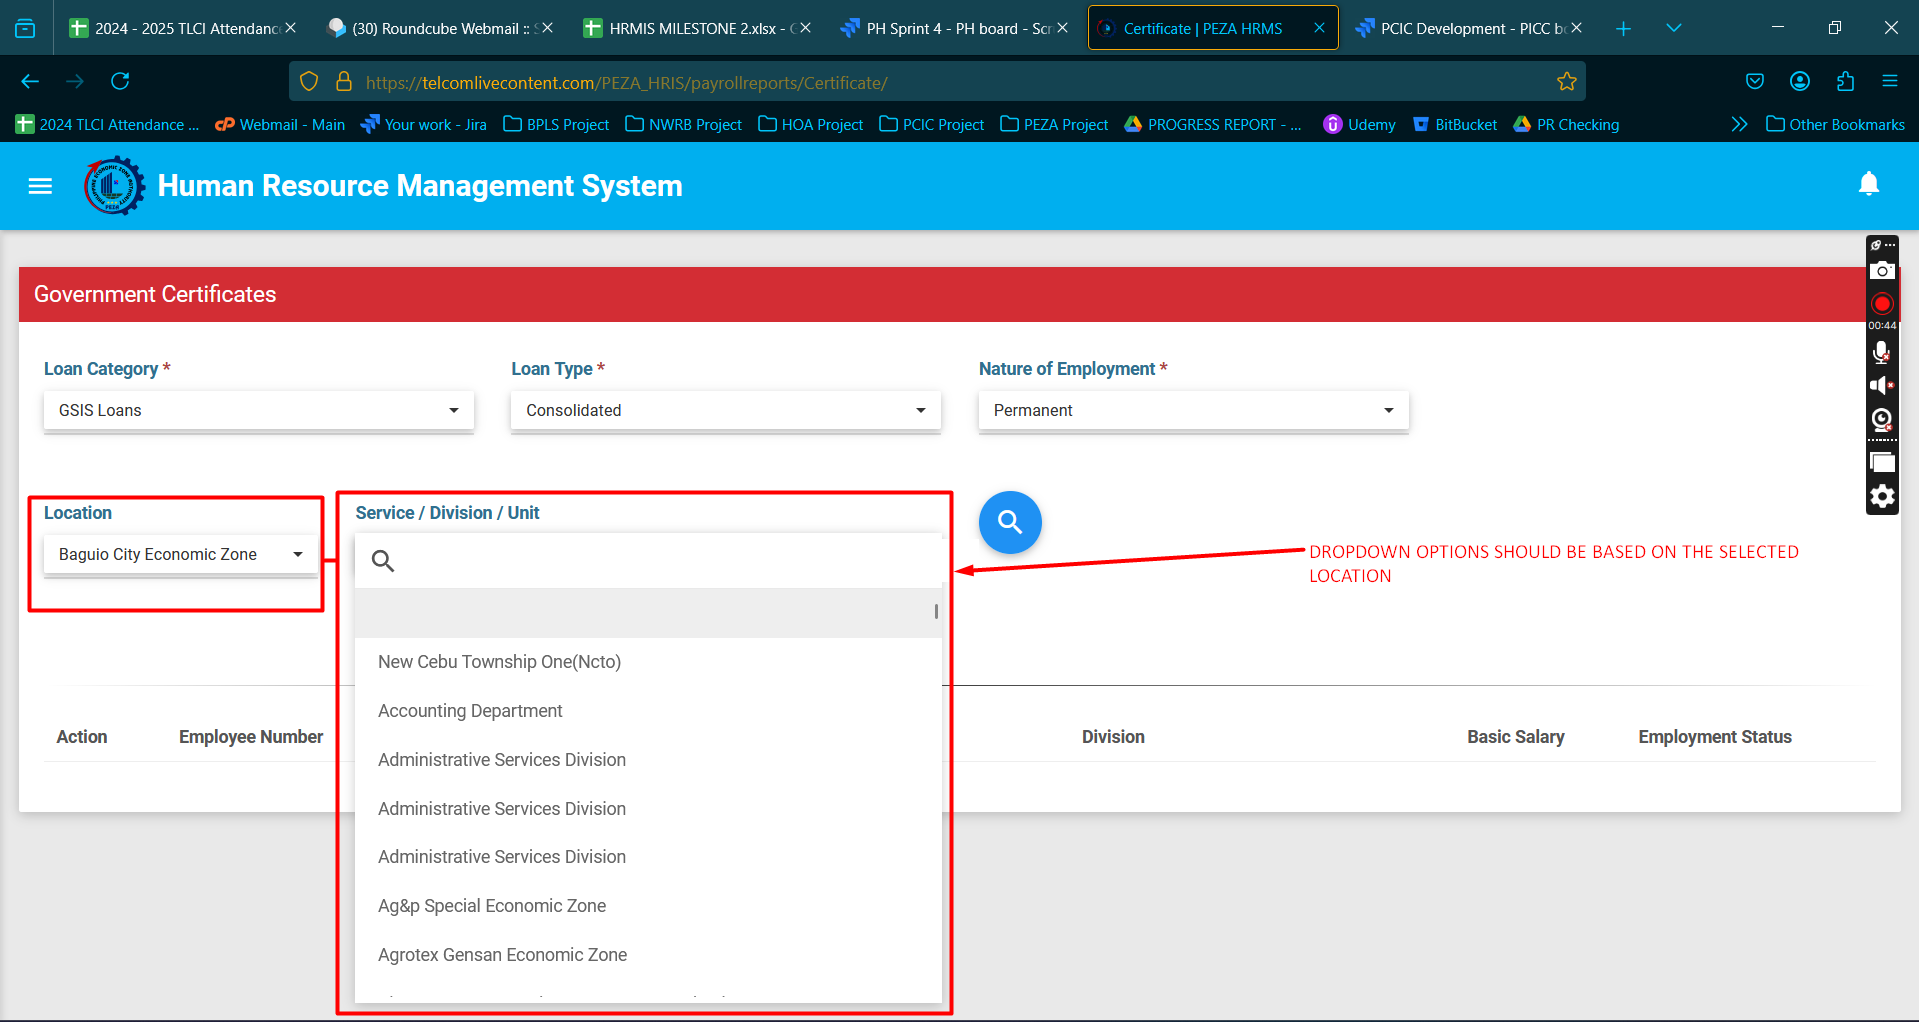 2024 - 2025 TLCI Attendanc
(30) Roundcube Webmail ::
HRMIS MILESTONE 2.xlsx -
PH Sprint 4 - PH board - Scr
Certificate | PEZA HRMS
PCIC Development - PICC bo
https://telcomlivecontent.com/PEZA_HRIS/payrollreports/Certificate/
2024 TLCI Attendance ...
Webmail - Main
Your work - Jira
BPLS Project
NWRB Project
HOA Project
PCIC Project
PEZA Project
PROGRESS REPORT - ...
Udemy
BitBucket
PR Checking
Other Bookmarks
Human Resource Management System
Government Certificates
00:44
Loan Category *
Loan Type *
Nature of Employment *
GSIS Loans
Consolidated
Permanent
Location
Service / Division / Unit
Baguio City Economic Zone
DROPDOWN OPTIONS SHOULD BE BASED ON THE SELECTED
LOCATION
New Cebu Township One(Ncto)
Accounting Department
Administrative Services Division
Administrative Services Division
Administrative Services Division
Ag&p Special Economic Zone
Agrotex Gensan Economic Zone
Action
Employee Number
Division
Basic Salary
Employment Status